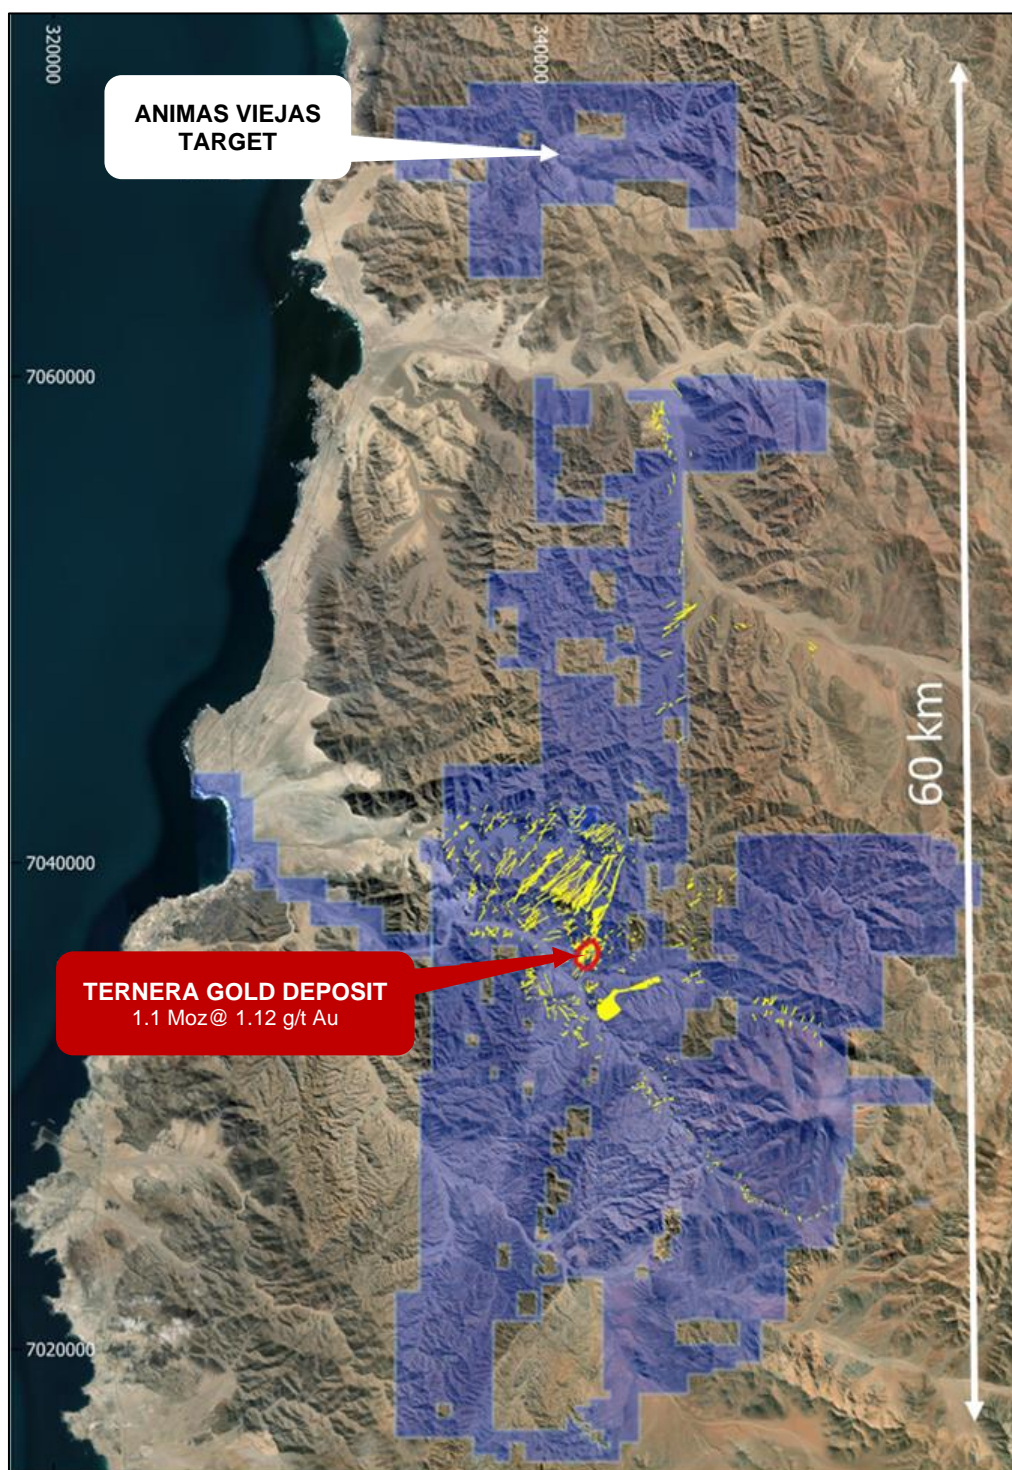 320000
340000
ANIMAS VIEJAS
TARGET
7060000
60 km
7040000
TERNERA GOLD DEPOSIT
1.1 Moz@ 1.12 g/t Au
7020000